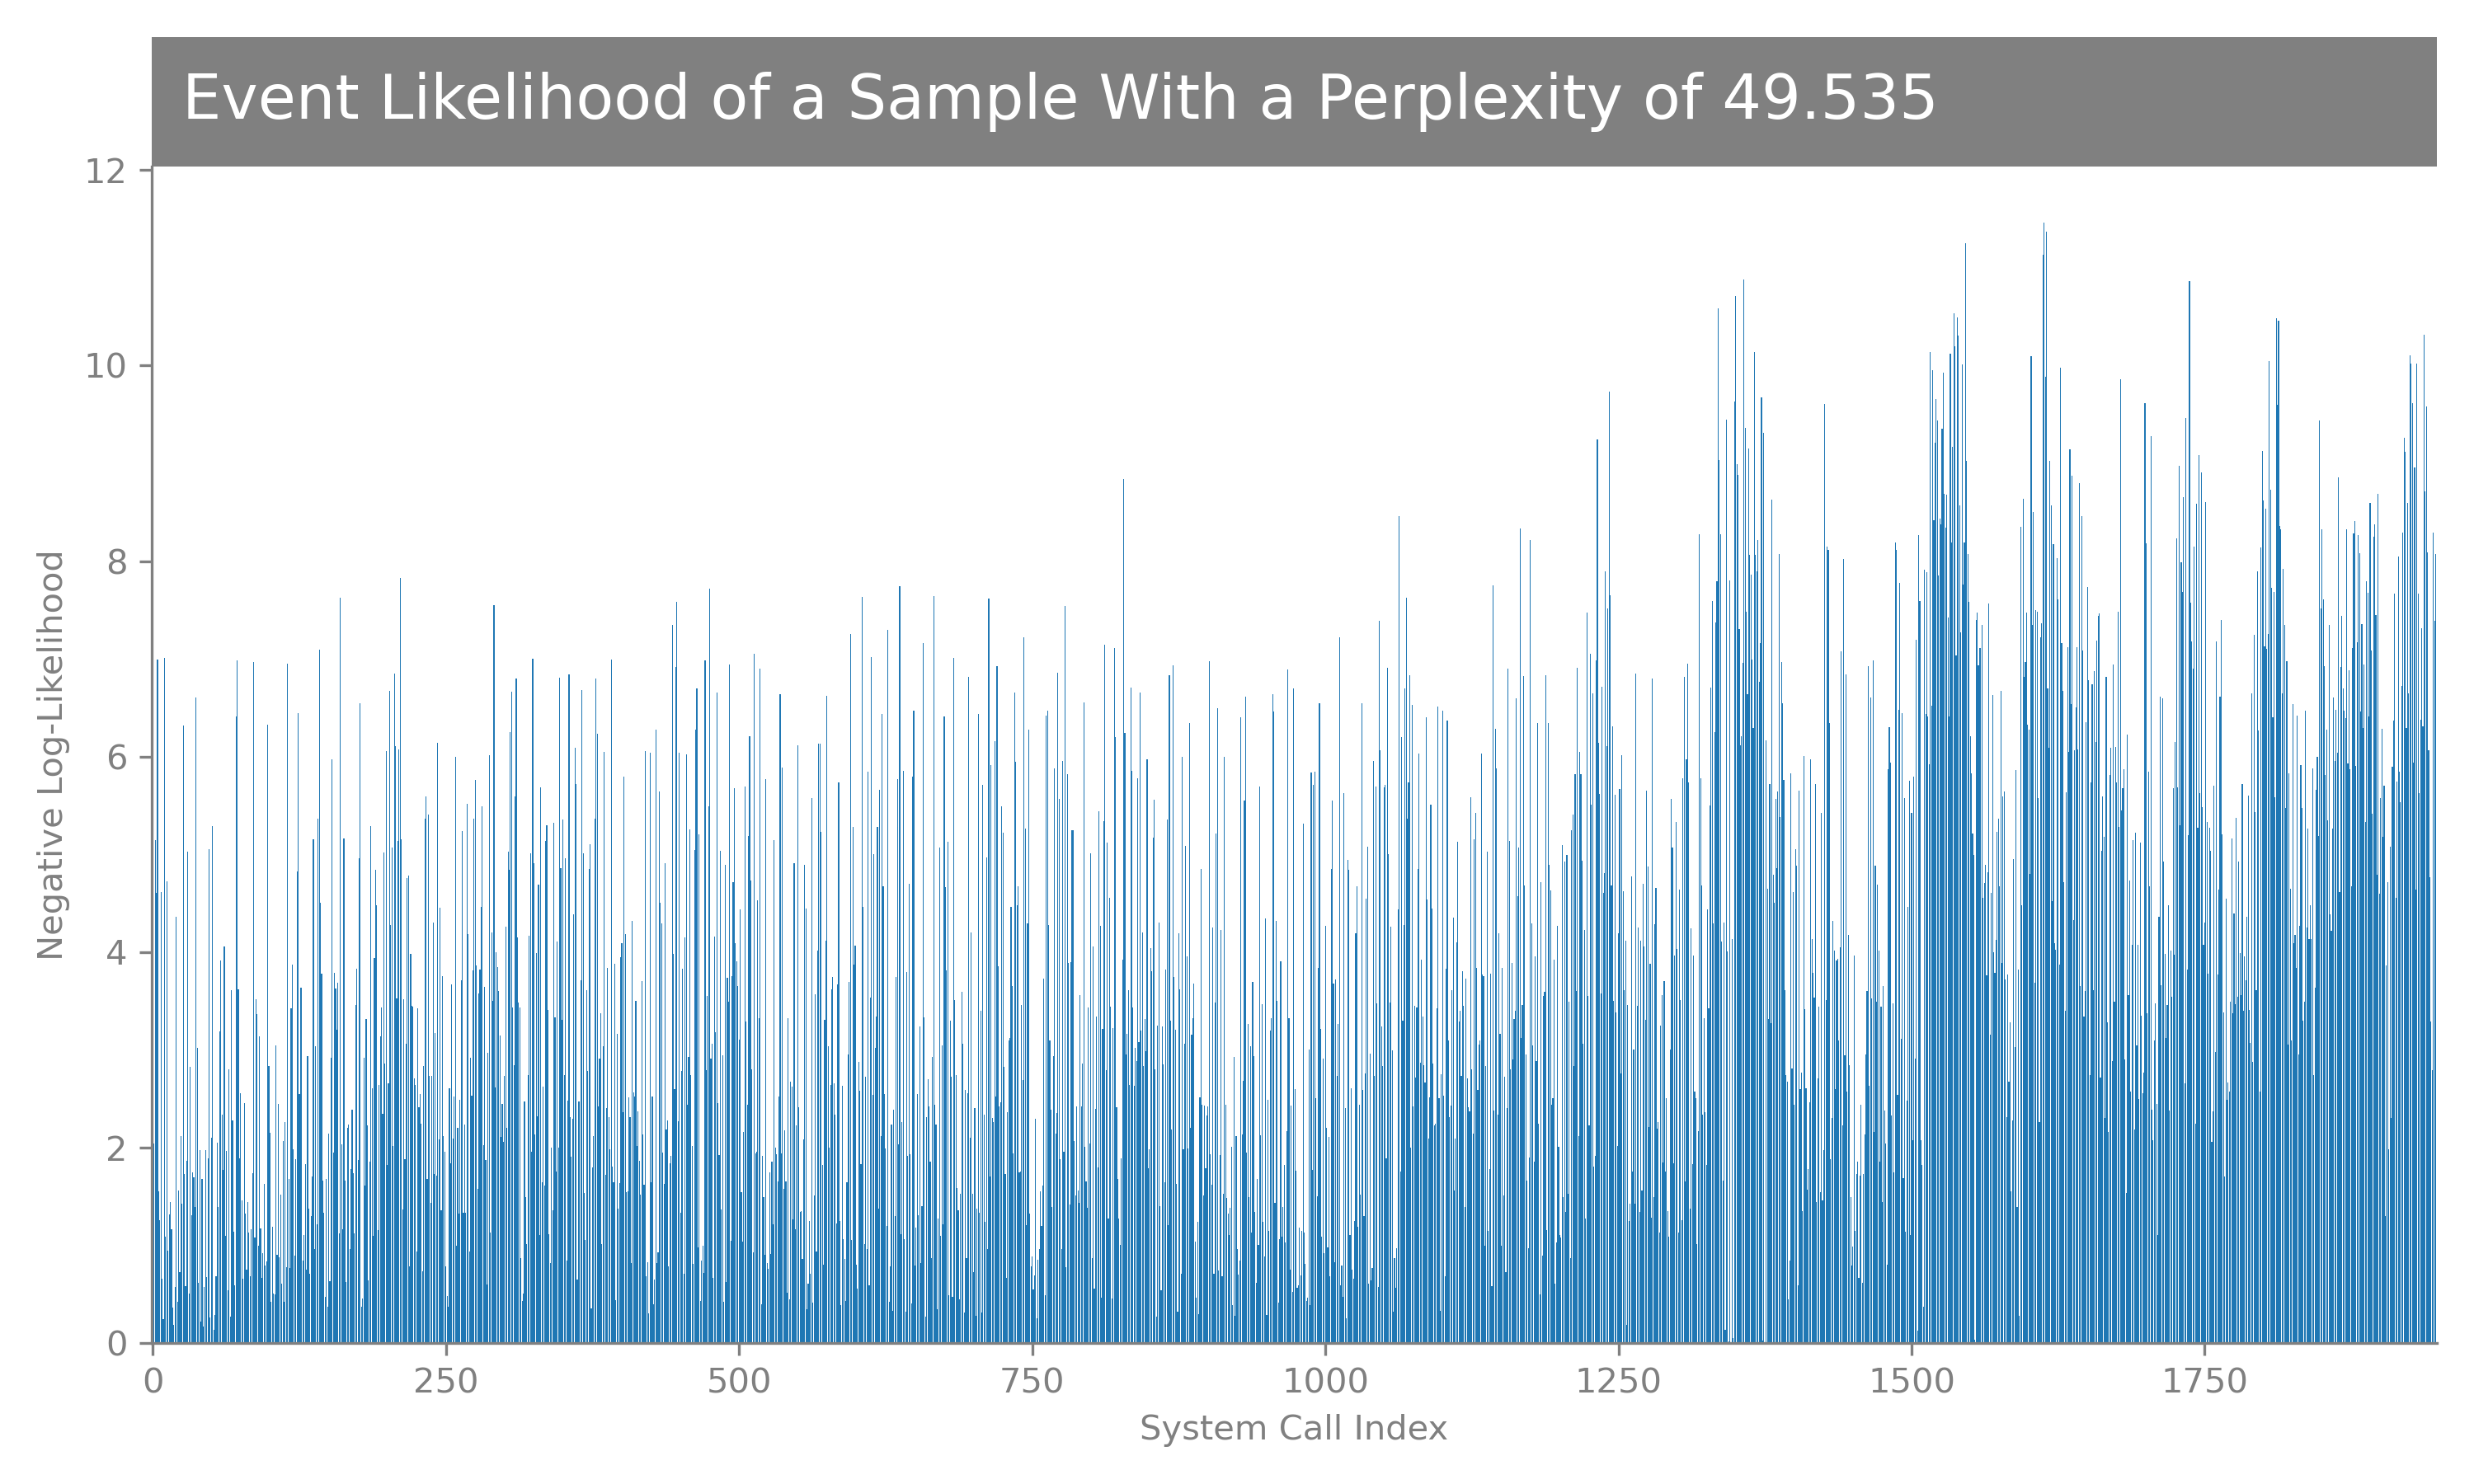 Event Likelihood of a Sample With a Perplexity of 49.535
12
10
8
6
4
2
0
Negative Log-Likelihood
0 250 500 750 1000 1250 1500 1750
System Call Index